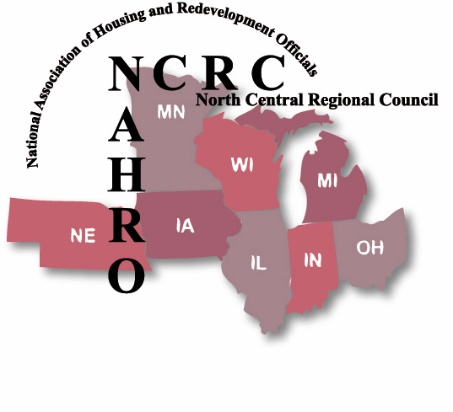 National Association of Housing and Redevelopment Officials
NCRC
North Central Regional Council
NAHRO
MN
WI
MI
NE
IA
IL
IN
OH